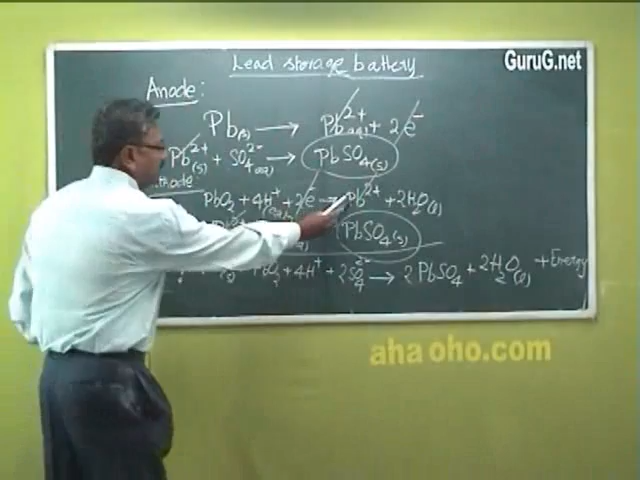 Lead storage battery
GuruG.net
Anode:
Pb(s) → Pb²⁺(aq) + 2e⁻
Pb²⁺(s) + SO₄²⁻(aq) → PbSO₄(s)
PbO₂ + 4H⁺ + 2e⁻ → Pb²⁺ + 2H₂O(l)
PbSO₄(s)
PbO₂ + 4H⁺ + 2SO₄²⁻ → 2PbSO₄ + 2H₂O(l) + Energy
aha oho.com